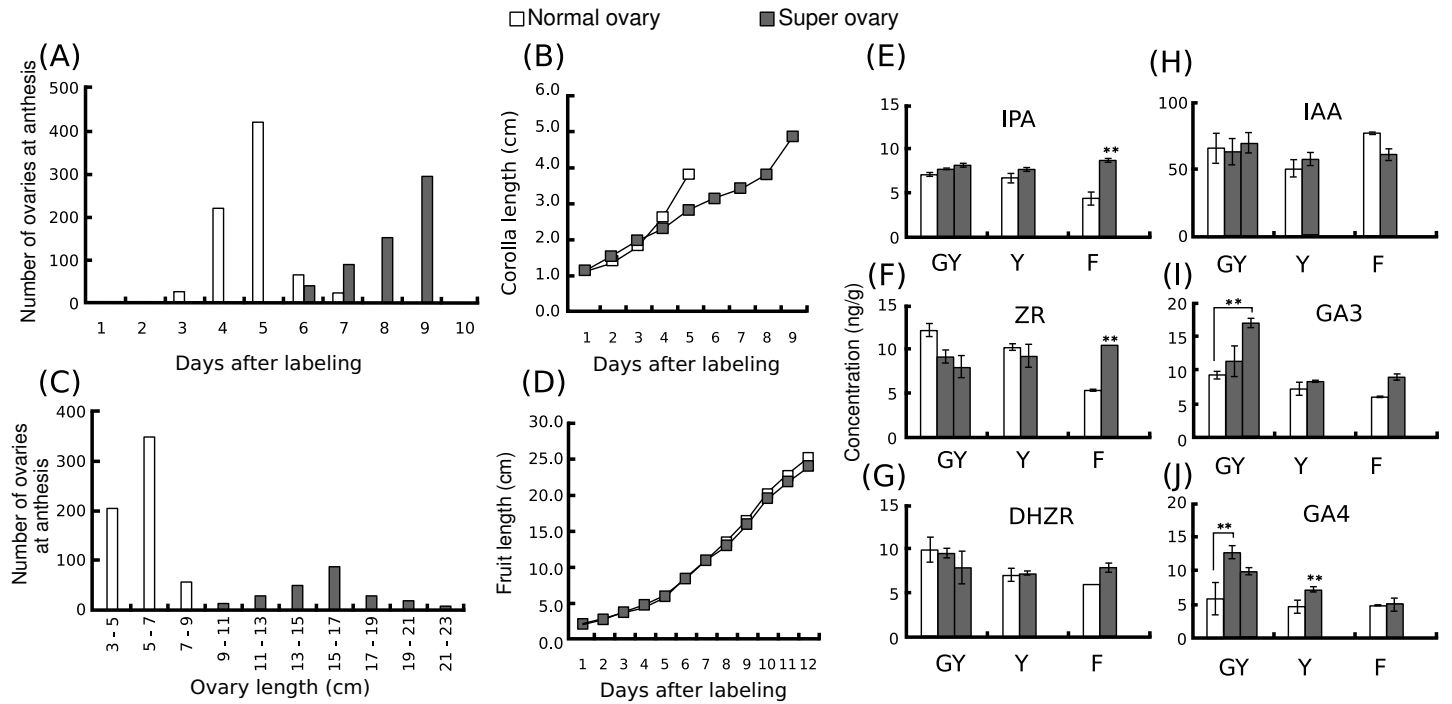 Normal ovary
Super ovary
(A)
Number of ovaries at anthesis
500
400
300
200
100
0
1 2 3 4 5 6 7 8 9 10
Days after labeling
(B)
Corolla length (cm)
6.0
5.0
4.0
3.0
2.0
1.0
0.0
1 2 3 4 5 6 7 8 9
Days after labeling
(C)
Number of ovaries
at anthesis
400
300
200
100
0
3 - 5
5 - 7
7 - 9
9 - 11
11 - 13
13 - 15
15 - 17
17 - 19
19 - 21
21 - 23
Ovary length (cm)
(D)
Fruit length (cm)
25.0
20.0
15.0
10.0
5.0
0.0
1 2 3 4 5 6 7 8 9 10 11 12
Days after labeling
Concentration (ng/g)
(E)
IPA
15
10
5
0
**
GY Y F
(F)
ZR
15
10
5
0
**
GY Y F
(G)
DHZR
15
10
5
0
GY Y F
(H)
IAA
100
50
0
GY Y F
(I)
GA3
20
15
10
5
0
**
GY Y F
(J)
GA4
20
15
10
5
0
**
**
GY Y F